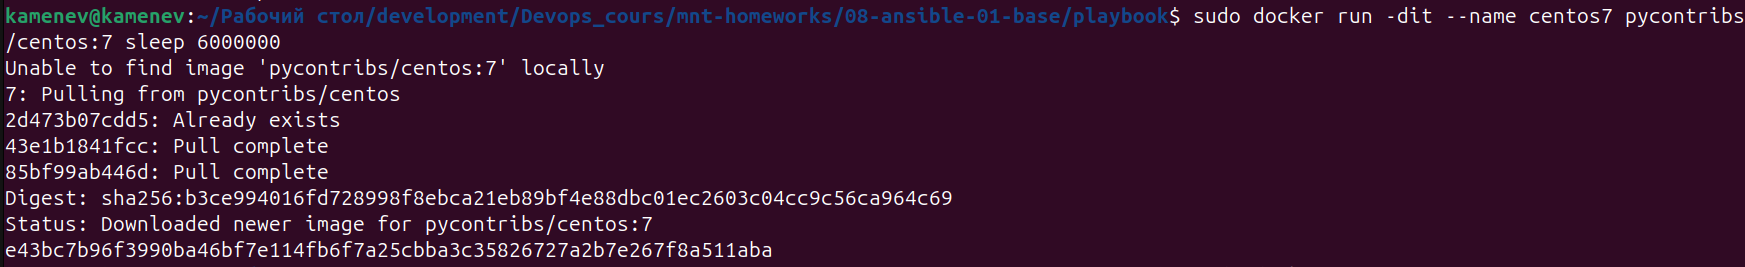 kamenev@kamenev:~/Рабочий стол/development/Devops_cours/mnt-homeworks/08-ansible-01-base/playbook$ sudo docker run -dit --name centos7 pycontribs
/centos:7 sleep 6000000
Unable to find image 'pycontribs/centos:7' locally
7: Pulling from pycontribs/centos
2d473b07cdd5: Already exists
43e1b1841fcc: Pull complete
85bf99ab446d: Pull complete
Digest: sha256:b3ce994016fd728998f8ebca21eb89bf4e88dbc01ec2603c04cc9c56ca964c69
Status: Downloaded newer image for pycontribs/centos:7
e43bc7b96f3990ba46bf7e114fb6f7a25cbba3c35826727a2b7e267f8a511aba